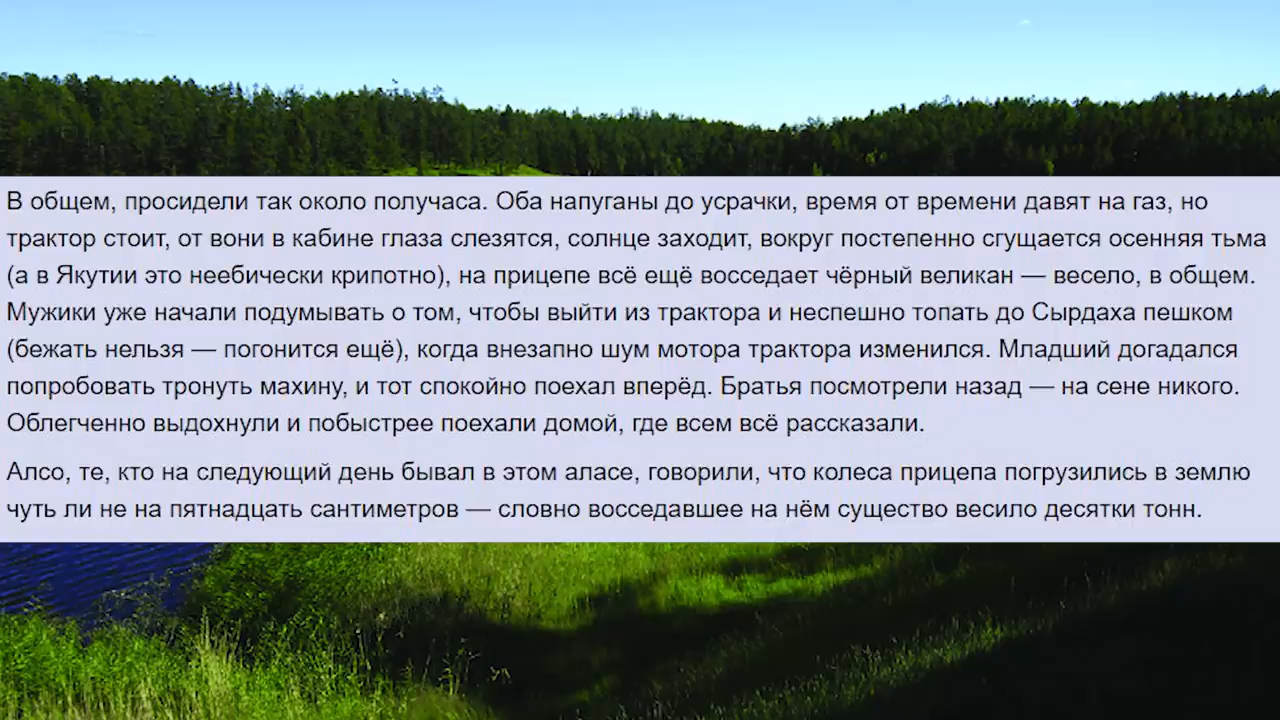 В общем, просидели так около получаса. Оба напуганы до усрачки, время от времени давят на газ, но
трактор стоит, от вони в кабине глаза слезятся, солнце заходит, вокруг постепенно сгущается осенняя тьма
(а в Якутии это неебически крипотно), на прицепе всё ещё восседает чёрный великан — весело, в общем.
Мужики уже начали подумывать о том, чтобы выйти из трактора и неспешно топать до Сырдаха пешком
(бежать нельзя — погонится ещё), когда внезапно шум мотора трактора изменился. Младший догадался
попробовать тронуть махину, и тот спокойно поехал вперёд. Братья посмотрели назад — на сене никого.
Облегченно выдохнули и побыстрее поехали домой, где всем всё рассказали.
Алсо, те, кто на следующий день бывал в этом аласе, говорили, что колеса прицепа погрузились в землю
чуть ли не на пятнадцать сантиметров — словно восседавшее на нём существо весило десятки тонн.